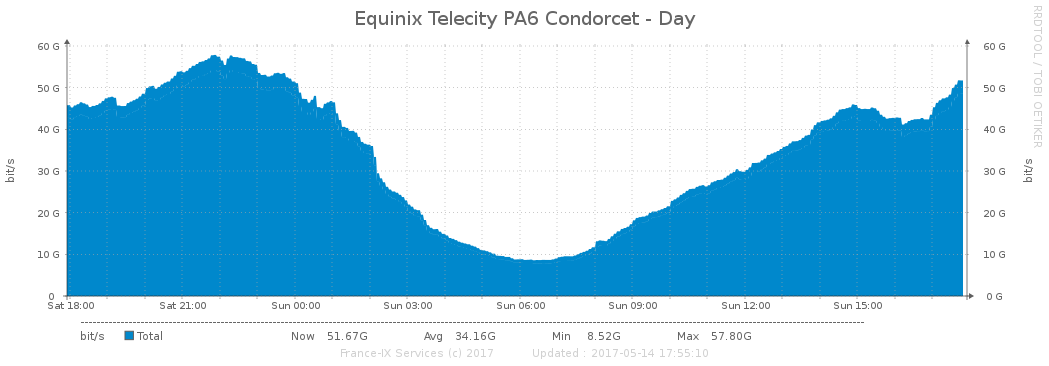 Equinix Telecity PA6 Condorcet - Day
RRDTOOL / TOBI OETIKER
60 G 60 G
50 G 50 G
40 G 40 G
30 G 30 G
20 G 20 G
10 G 10 G
0 0 G
bit/s bit/s
Sat 18:00 Sat 21:00 Sun 00:00 Sun 03:00 Sun 06:00 Sun 09:00 Sun 12:00 Sun 15:00
bit/s Total Now 51.67G Avg 34.16G Min 8.52G Max 57.80G
France-IX Services (c) 2017 Updated : 2017-05-14 17:55:10